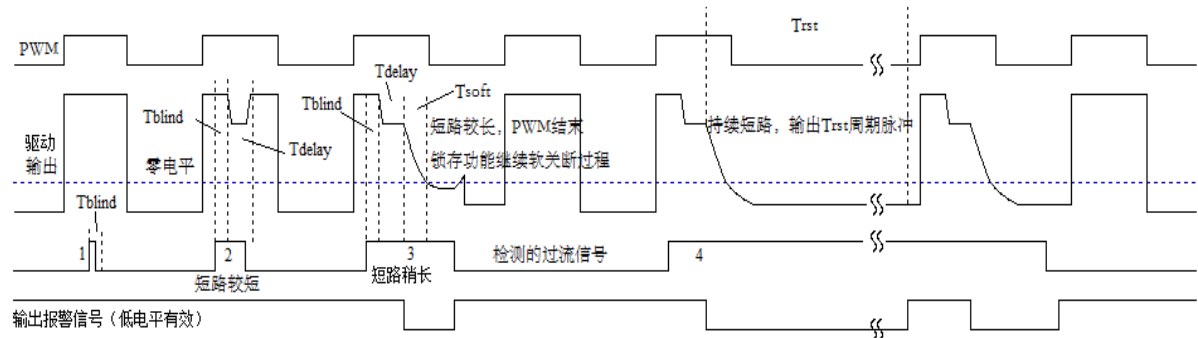 Trst
PWM
Tdelay
Tsoft
Tblind
Tblind
短路较长，PWM结束
持续短路，输出Trst周期脉冲
驱动
输出
零电平
Tdelay
锁存功能继续软关断过程
Tblind
1
2
3
检测的过流信号
4
短路较短
短路稍长
输出报警信号（低电平有效）